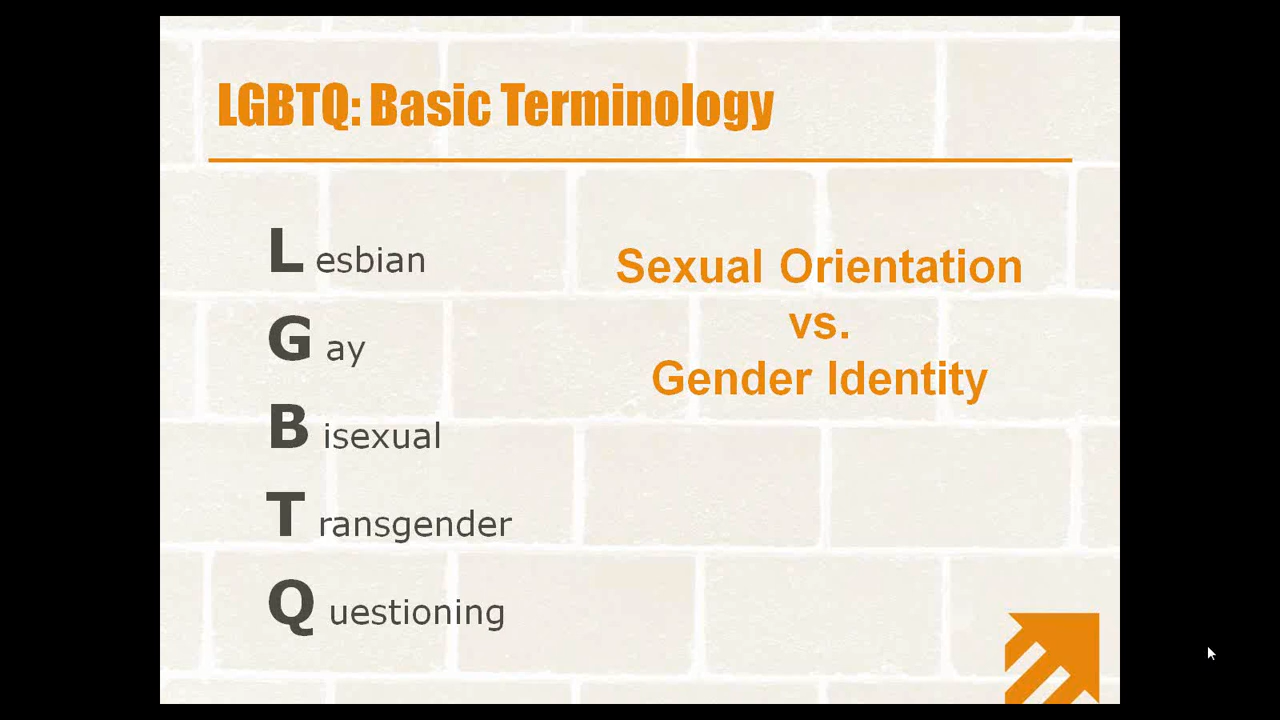 LGBTQ: Basic Terminology
L esbian
G ay
B isexual
T ransgender
Q uestioning
Sexual Orientation
vs.
Gender Identity